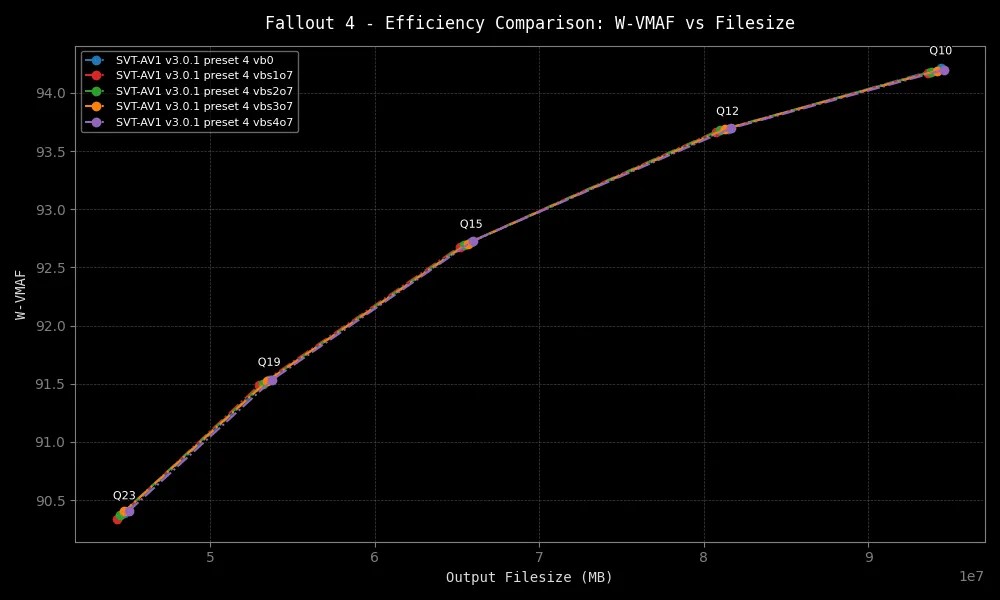 Fallout 4 - Efficiency Comparison: W-VMAF vs Filesize
SVT-AV1 v3.0.1 preset 4 vb0
SVT-AV1 v3.0.1 preset 4 vbs1o7
SVT-AV1 v3.0.1 preset 4 vbs2o7
SVT-AV1 v3.0.1 preset 4 vbs3o7
SVT-AV1 v3.0.1 preset 4 vbs4o7
Q10
Q12
Q15
Q19
Q23
W-VMAF
94.0
93.5
93.0
92.5
92.0
91.5
91.0
90.5
5 6 7 8 9
1e7
Output Filesize (MB)